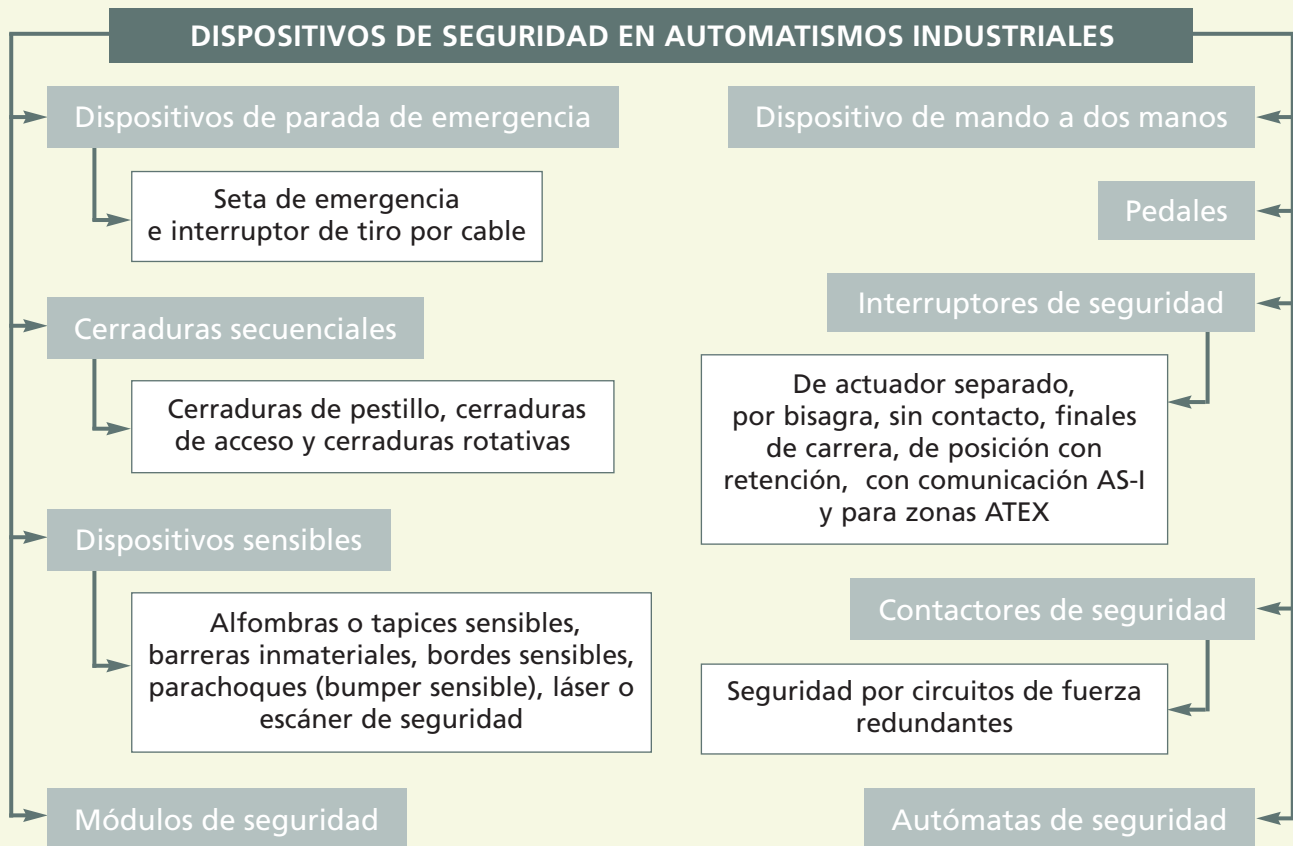 DISPOSITIVOS DE SEGURIDAD EN AUTOMATISMOS INDUSTRIALES
Dispositivos de parada de emergencia
Seta de emergencia
e interruptor de tiro por cable
Cerraduras secuenciales
Cerraduras de pestillo, cerraduras
de acceso y cerraduras rotativas
Dispositivos sensibles
Alfombras o tapices sensibles,
barreras inmateriales, bordes sensibles,
parachoques (bumper sensible), láser o
escáner de seguridad
Módulos de seguridad
Dispositivo de mando a dos manos
Pedales
Interruptores de seguridad
De actuador separado,
por bisagra, sin contacto, finales
de carrera, de posición con
retención, con comunicación AS-I
y para zonas ATEX
Contactores de seguridad
Seguridad por circuitos de fuerza
redundantes
Autómatas de seguridad